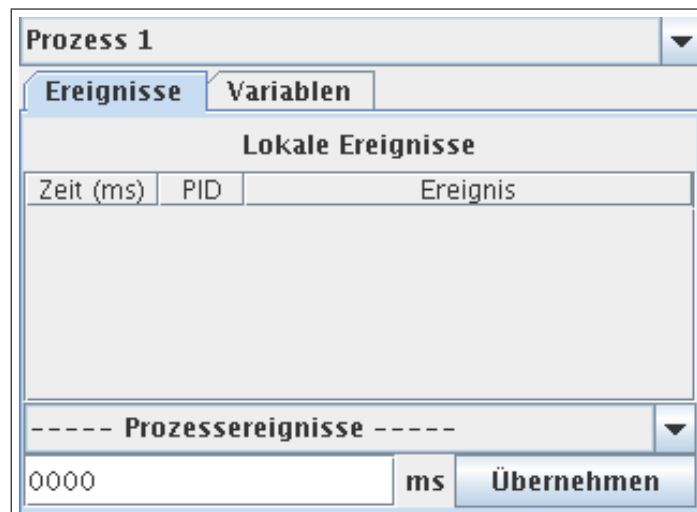 Prozess 1
Ereignisse Variablen
Lokale Ereignisse
Zeit (ms) PID Ereignis
----- Prozessereignisse -----
0000 ms Übernehmen